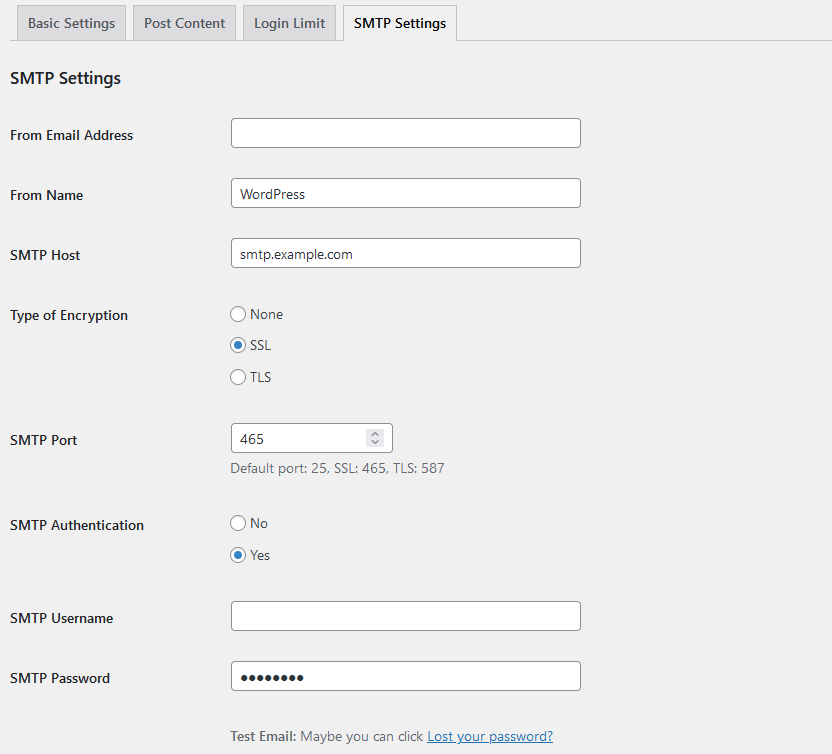 Basic Settings Post Content Login Limit SMTP Settings
SMTP Settings
From Email Address
From Name WordPress
SMTP Host smtp.example.com
Type of Encryption None
SSL
TLS
SMTP Port 465
Default port: 25, SSL: 465, TLS: 587
SMTP Authentication No
Yes
SMTP Username
SMTP Password ••••••••
Test Email: Maybe you can click Lost your password?